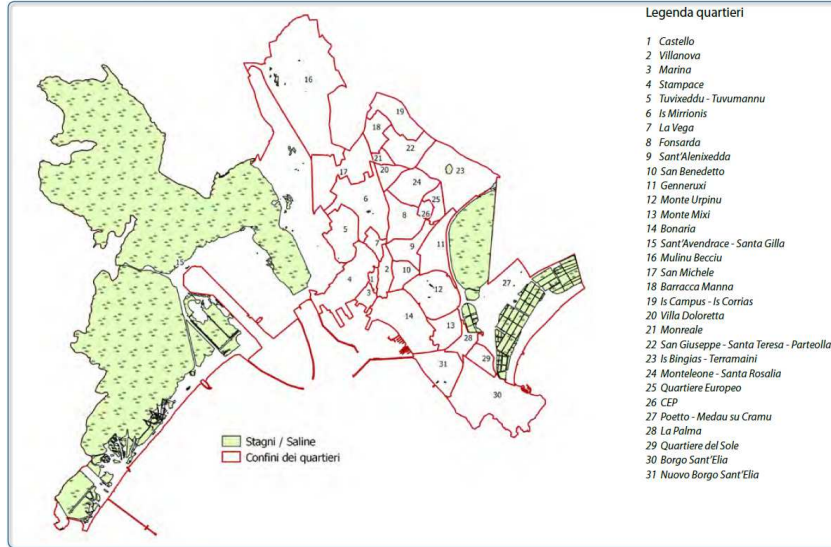 Legenda quartieri
1 Castello
2 Villanova
3 Marina
4 Stampace
5 Tuvixeddu - Tuvumannu
6 Is Mirrionis
7 La Vega
8 Fonsarda
9 Sant'Alenixedda
10 San Benedetto
11 Genneruxi
12 Monte Urpinu
13 Monte Mixi
14 Bonaria
15 Sant'Avendrace - Santa Gilla
16 Mulinu Becciu
17 San Michele
18 Barracca Manna
19 Is Campus - Is Corrias
20 Villa Doloretta
21 Monreale
22 San Giuseppe - Santa Teresa - Parteolla
23 Is Bingias - Terramaini
24 Monteleone - Santa Rosalia
25 Quartiere Europeo
26 CEP
27 Poetto - Medau su Cramu
28 La Palma
29 Quartiere del Sole
30 Borgo Sant'Elia
31 Nuovo Borgo Sant'Elia
16
19
18
22
21
20
17
23
24
6
25
26
8
5
7
9
11
15
10
2
4
1
3
12
27
14
13
28
29
31
30
Stagni / Saline
Confini dei quartieri